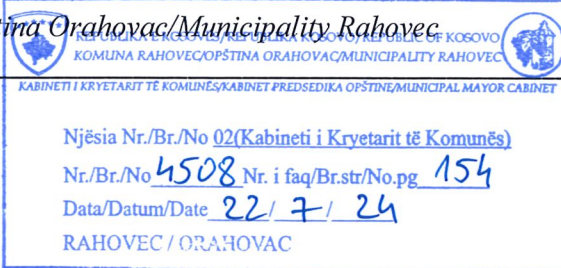 tina Orahovac/Municipality Rahovec
REPUBLIKA E KOSOVËS/REPUBLIKA KOSOVO/REPUBLIC OF KOSOVO
KOMUNA RAHOVEC/OPŠTINA ORAHOVAC/MUNICIPALITY RAHOVEC
KABINETI I KRYETARIT TË KOMUNËS/KABINET PREDSEDIKA OPŠTINE/MUNICIPAL MAYOR CABINET
Njësia Nr./Br./No 02(Kabineti i Kryetarit të Komunës)
Nr./Br./No 4508 Nr. i faq/Br.str/No.pg 154
Data/Datum/Date 22/ 7/ 24
RAHOVEC / ORAHOVAC